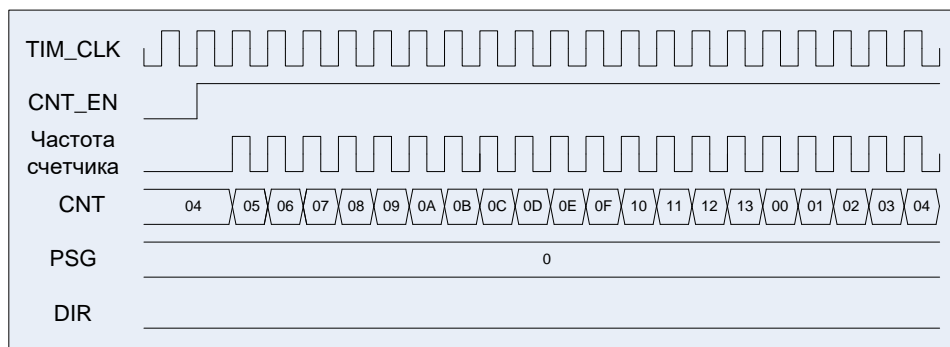 TIM_CLK
CNT_EN
Частота
счетчика
CNT 04 05 06 07 08 09 0A 0B 0C 0D 0E 0F 10 11 12 13 00 01 02 03 04
PSG 0
DIR